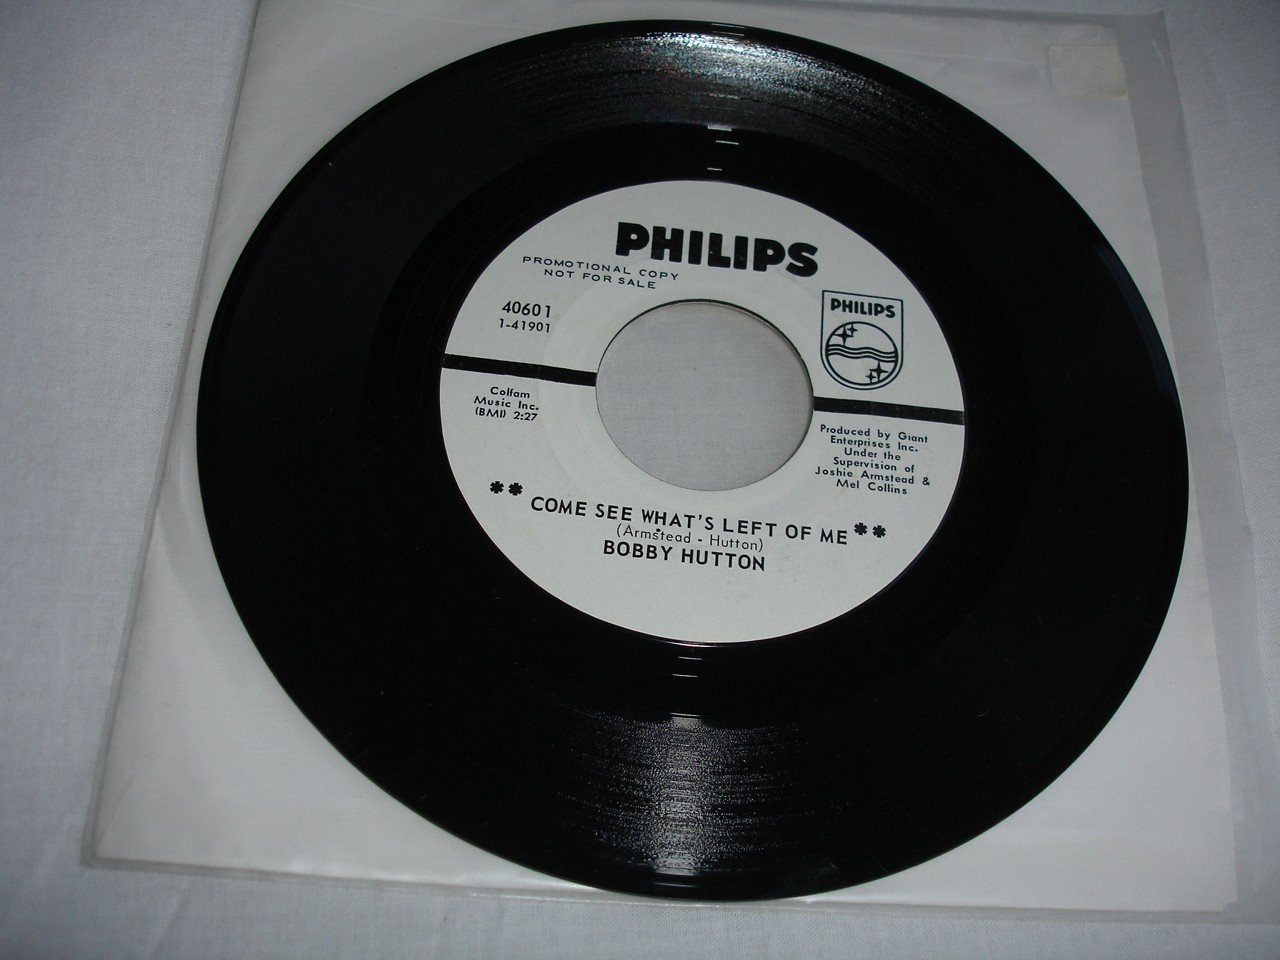 PHILIPS
PROMOTIONAL COPY
NOT FOR SALE
40601
1-41901
PHILIPS
Colfam
Music Inc.
(BMI) 2:27
Produced by Giant
Enterprises Inc.
Under the
Supervision of
Joshie Armstead &
Mel Collins
** COME SEE WHAT'S LEFT OF ME **
(Armstead - Hutton)
BOBBY HUTTON